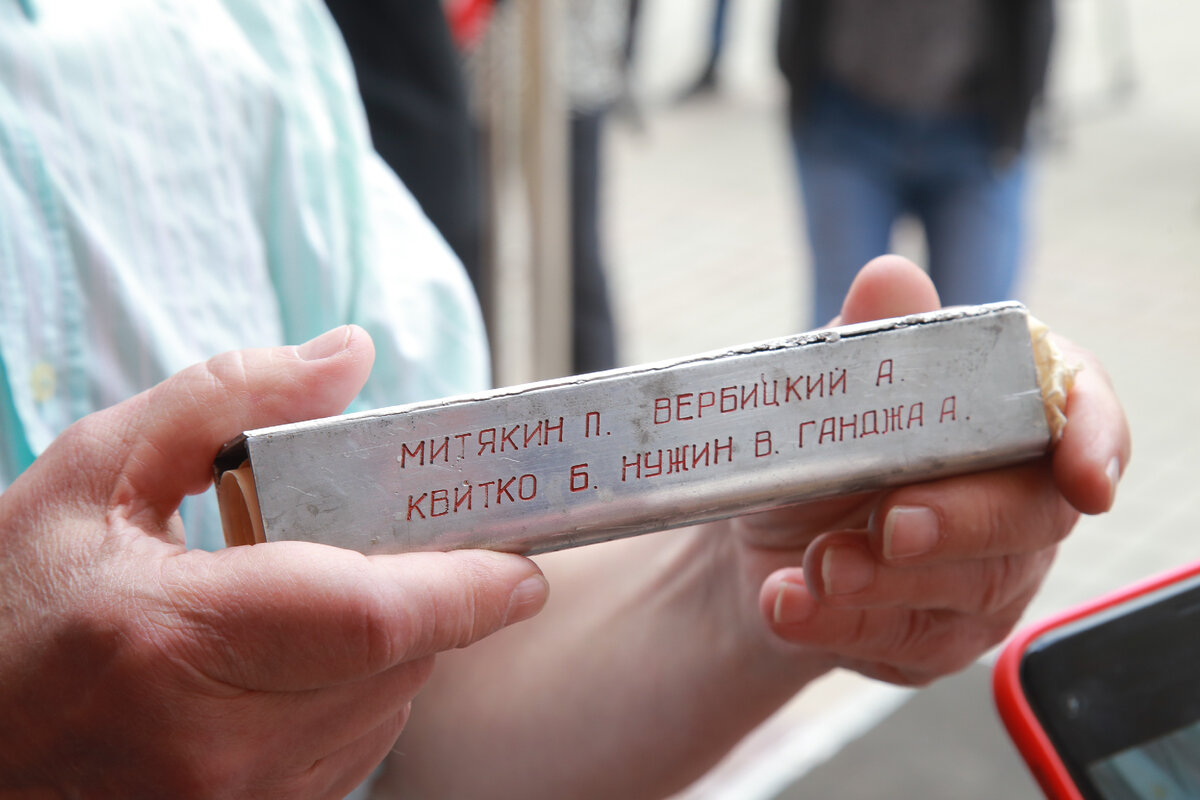 МИТЯКИН П. ВЕРБИЦКИЙ А.
КВИТКО Б. НУЖИН В. ГАНДЖА А.